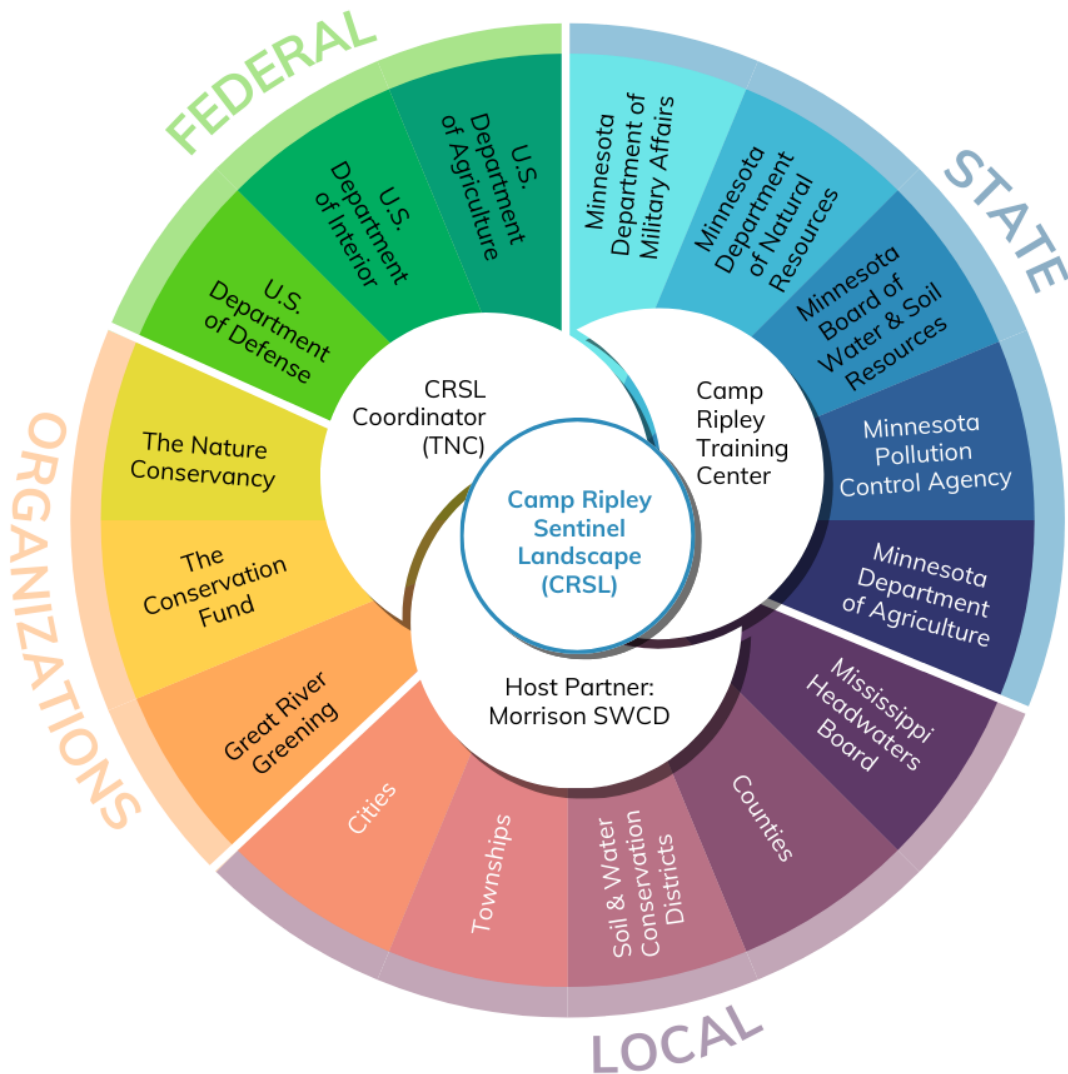 FEDERAL
U.S.
Department
of Agriculture
U.S.
Department
of Interior
U.S.
Department
of Defense
STATE
Minnesota
Department of
Military Affairs
Minnesota
Department
of Natural
Resources
Minnesota
Board of
Water & Soil
Resources
Minnesota
Pollution
Control Agency
Minnesota
Department
of Agriculture
ORGANIZATIONS
The Nature
Conservancy
The
Conservation
Fund
Great River
Greening
LOCAL
Mississippi
Headwaters
Board
Counties
Soil & Water
Conservation
Districts
Townships
Cities
CRSL
Coordinator
(TNC)
Camp
Ripley
Training
Center
Camp Ripley
Sentinel
Landscape
(CRSL)
Host Partner:
Morrison SWCD